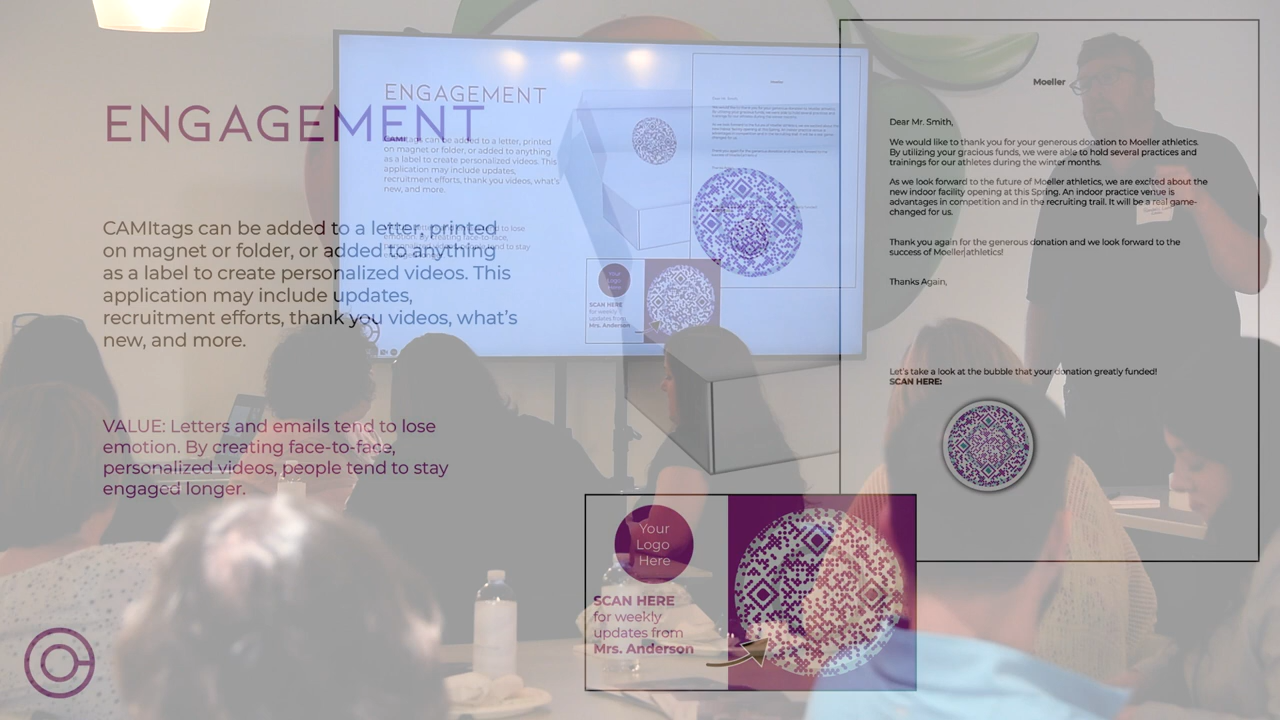 ENGAGEMENT
CAMItags can be added to a letter, printed
on magnet or folder, or added to anything
as a label to create personalized videos. This
application may include updates,
recruitment efforts, thank you videos, what's
new, and more.
VALUE: Letters and emails tend to lose
emotion. By creating face-to-face,
personalized videos, people tend to stay
engaged longer.
ENGAGEMENT
CAMItags can be added to a letter, printed
on magnet or folder, or added to anything
as a label to create personalized videos. This
application may include updates,
recruitment efforts, thank you videos, what's
new, and more.
Your
Logo
Here
SCAN HERE
for weekly
updates from
Mrs. Anderson
Moeller
Dear Mr. Smith,
We would like to thank you for your generous donation to Moeller athletics.
By utilizing your gracious funds, we were able to hold several practices and
trainings for our athletes during the winter months.
As we look forward to the future of Moeller athletics, we are excited about the
new indoor facility opening at this Spring. An indoor practice venue is
advantages in competition and in the recruiting trail. It will be a real game-
changed for us.
Thank you again for the generous donation and we look forward to the
success of Moeller athletics!
Thanks Again,
Let's take a look at the bubble that your donation greatly funded!
SCAN HERE:
Your
Logo
Here
SCAN HERE
for weekly
updates from
Mrs. Anderson